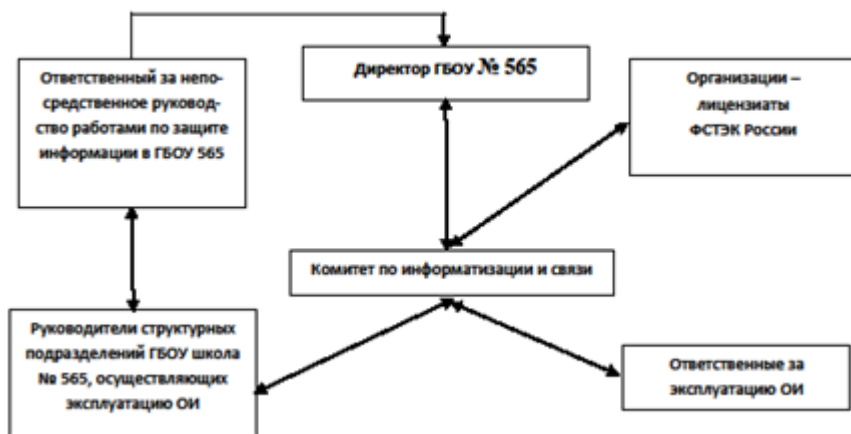 Ответственный за непо-
средственное руковод-
ство работами по защите
информации в ГБОУ 565
Директор ГБОУ № 565
Организации –
лицензиаты
ФСТЭК России
Комитет по информатизации и связи
Руководители структурных
подразделений ГБОУ школа
№ 565, осуществляющих
эксплуатацию ОИ
Ответственные за
эксплуатацию ОИ